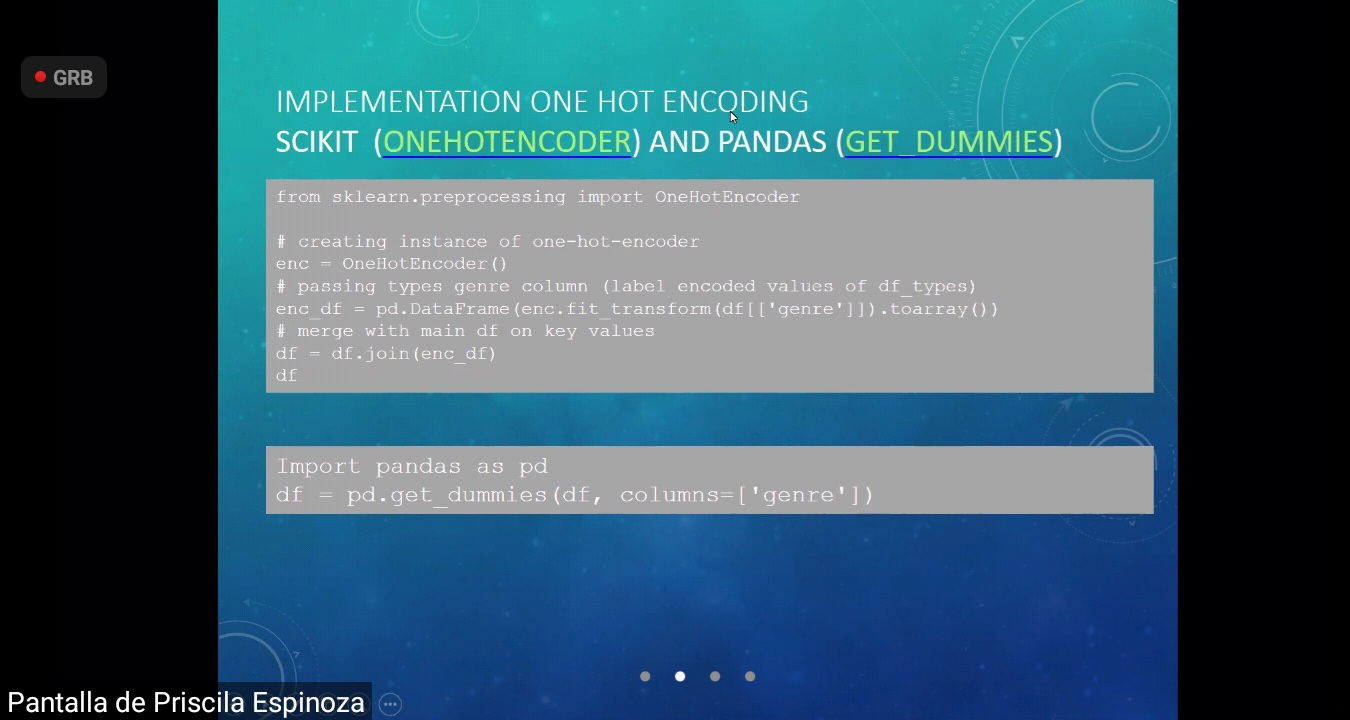 GRB
IMPLEMENTATION ONE HOT ENCODING
SCIKIT (ONEHOTENCODER) AND PANDAS (GET_DUMMIES)
from sklearn.preprocessing import OneHotEncoder
# creating instance of one-hot-encoder
enc = OneHotEncoder()
# passing types genre column (label encoded values of df_types)
enc_df = pd.DataFrame(enc.fit_transform(df[['genre']]).toarray())
# merge with main df on key values
df = df.join(enc_df)
df
Import pandas as pd
df = pd.get_dummies(df, columns=['genre'])
Pantalla de Priscila Espinoza